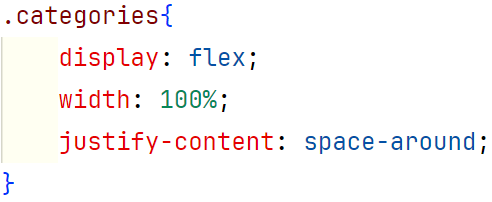 .categories{
    display: flex;
    width: 100%;
    justify-content: space-around;
}